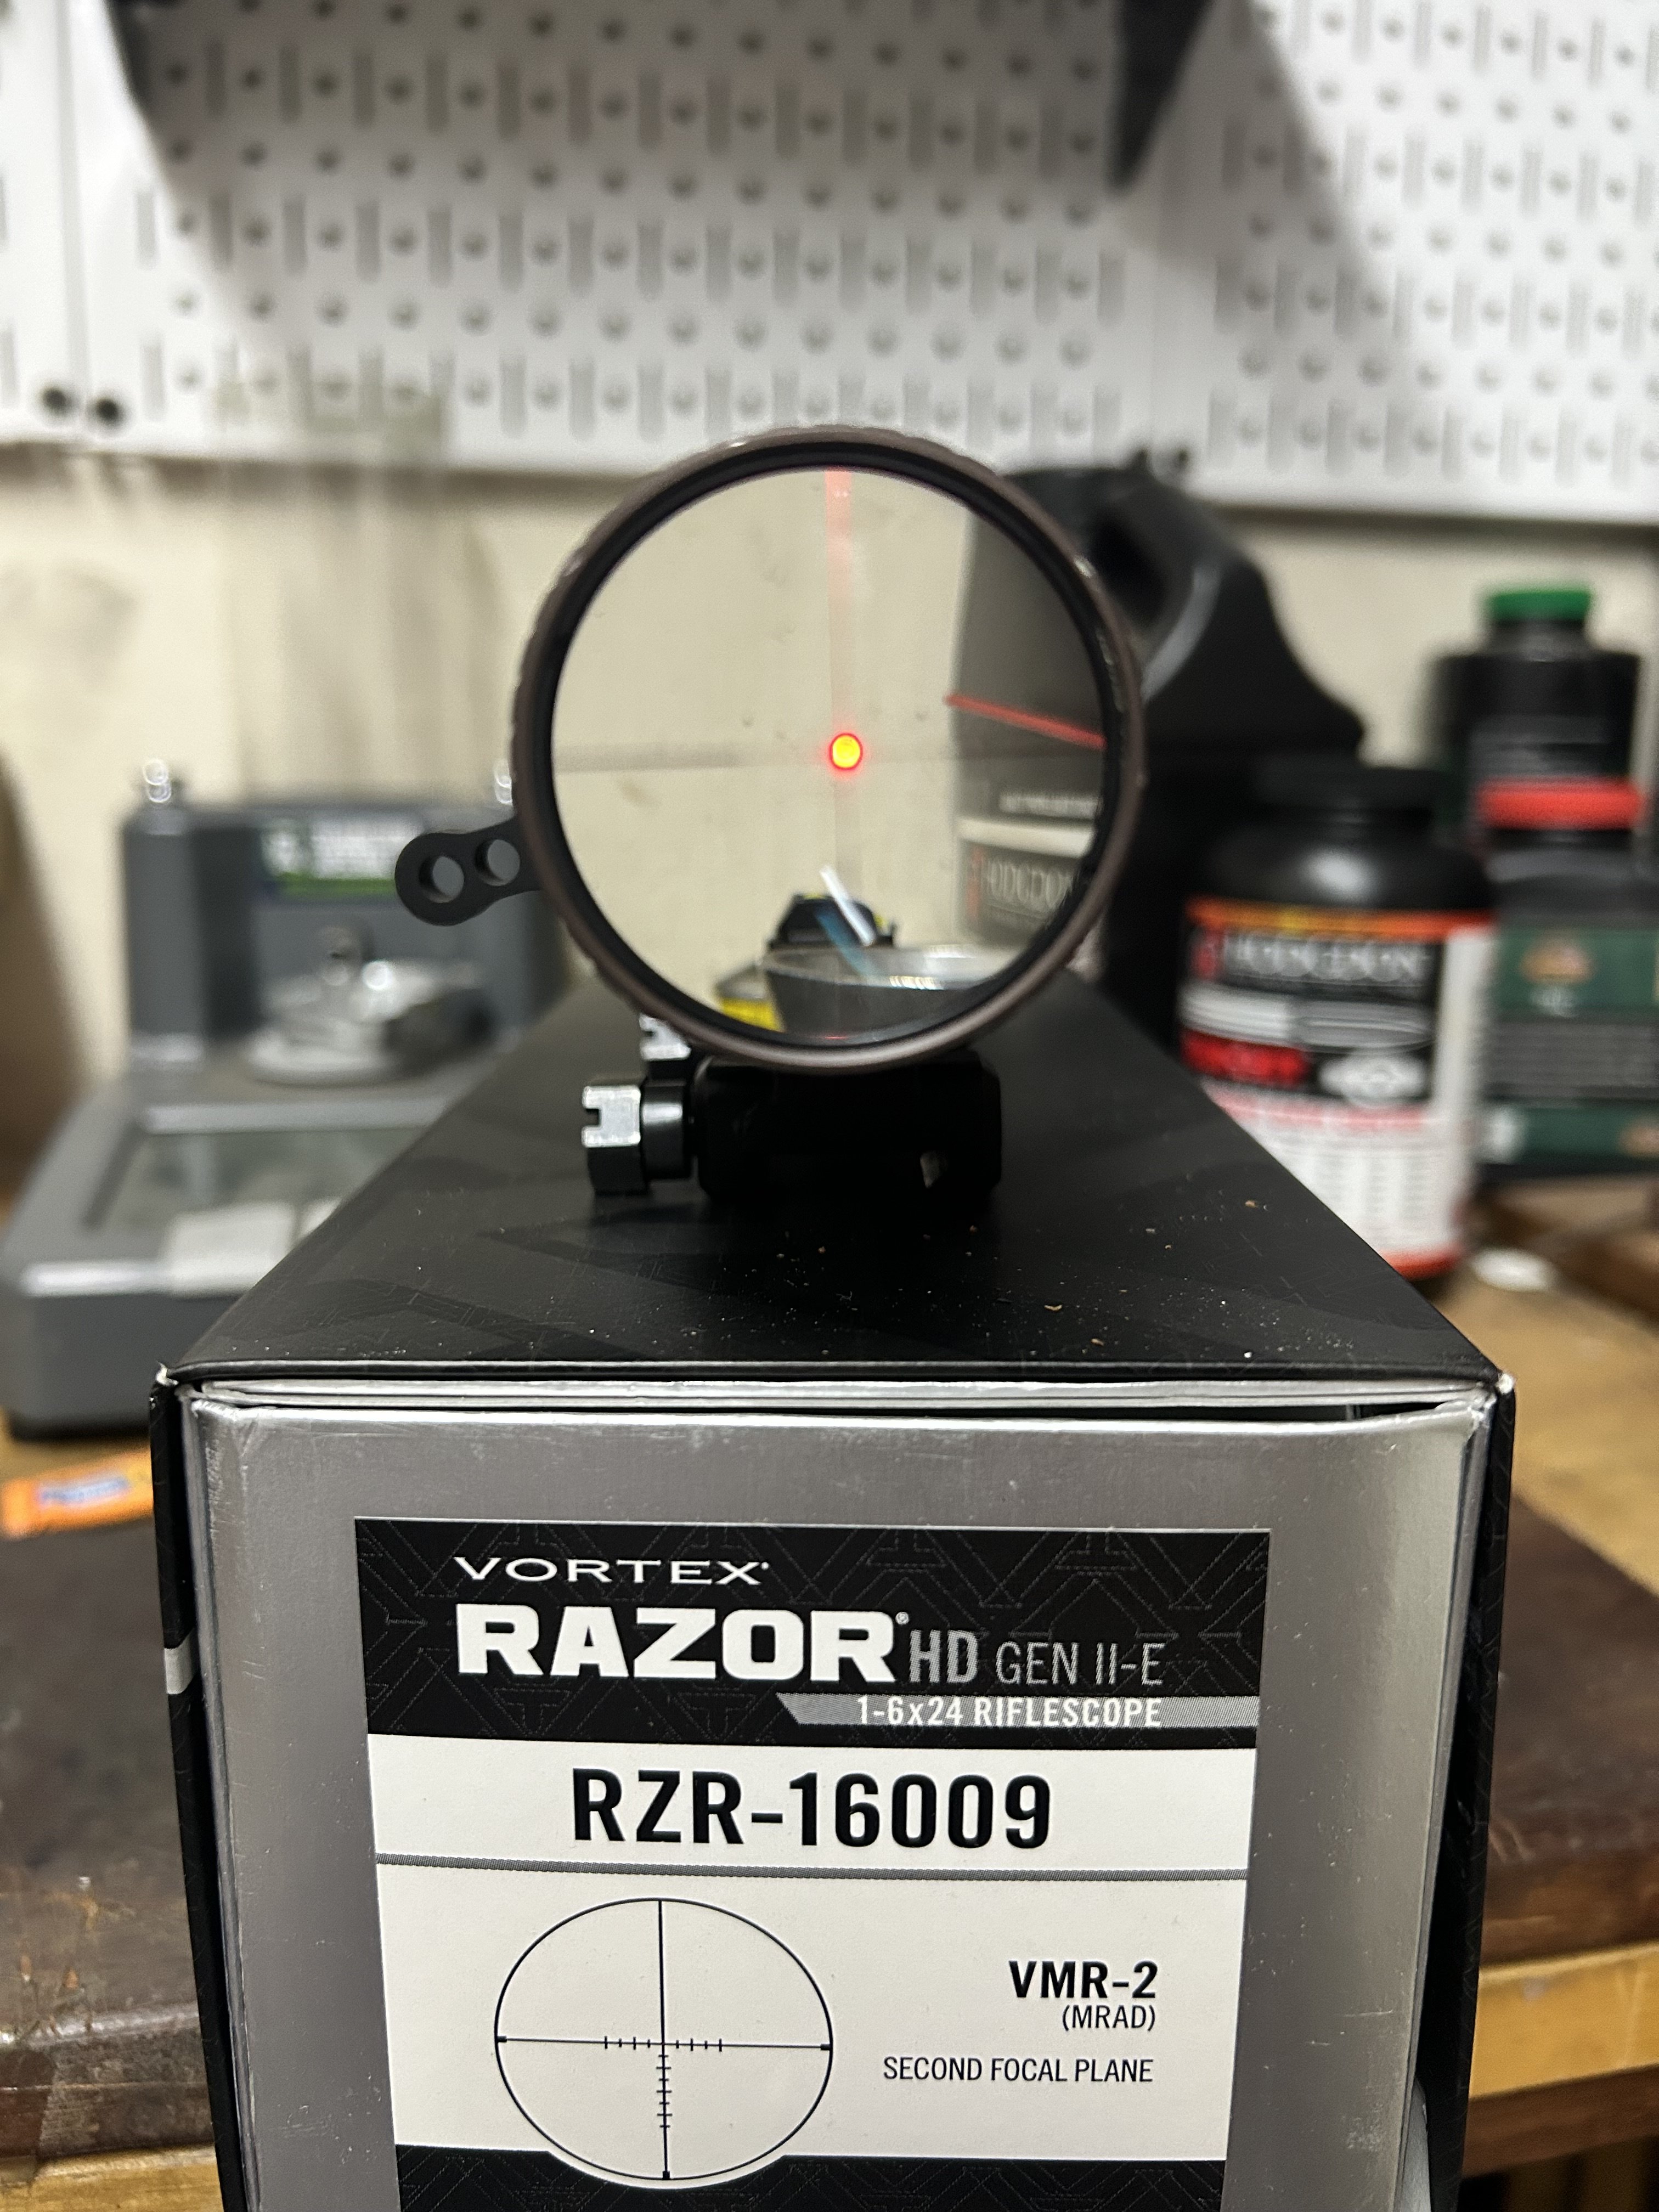 HODGDON
HODGDON
VORTEX
RAZOR® HD GEN II-E
1-6x24 RIFLESCOPE
RZR-16009
VMR-2
(MRAD)
SECOND FOCAL PLANE